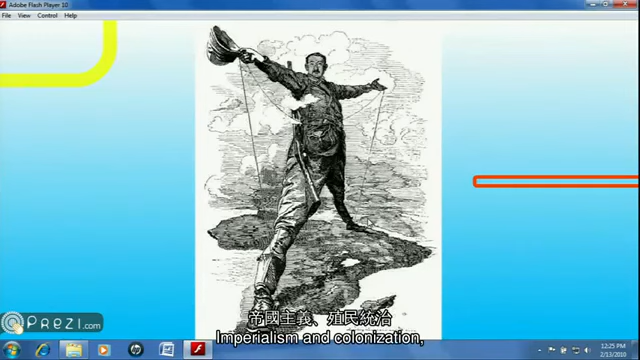 Adobe Flash Player 10
File View Control Help
帝國主義、殖民統治
Imperialism and colonization,
Prezi.com
12:25 PM
2/13/2010